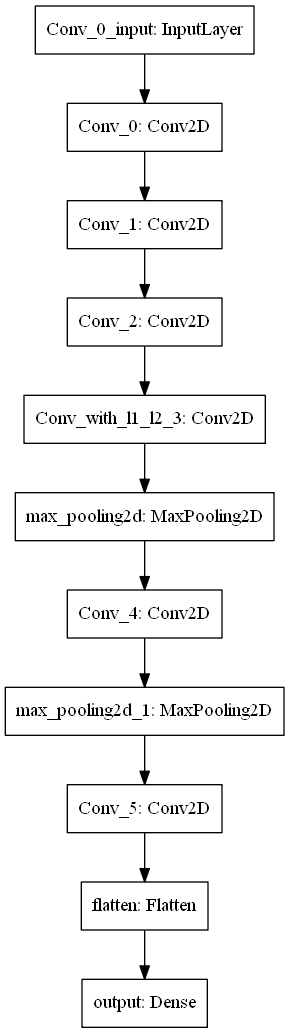 Conv_0_input: InputLayer
Conv_0: Conv2D
Conv_1: Conv2D
Conv_2: Conv2D
Conv_with_l1_l2_3: Conv2D
max_pooling2d: MaxPooling2D
Conv_4: Conv2D
max_pooling2d_1: MaxPooling2D
Conv_5: Conv2D
flatten: Flatten
output: Dense